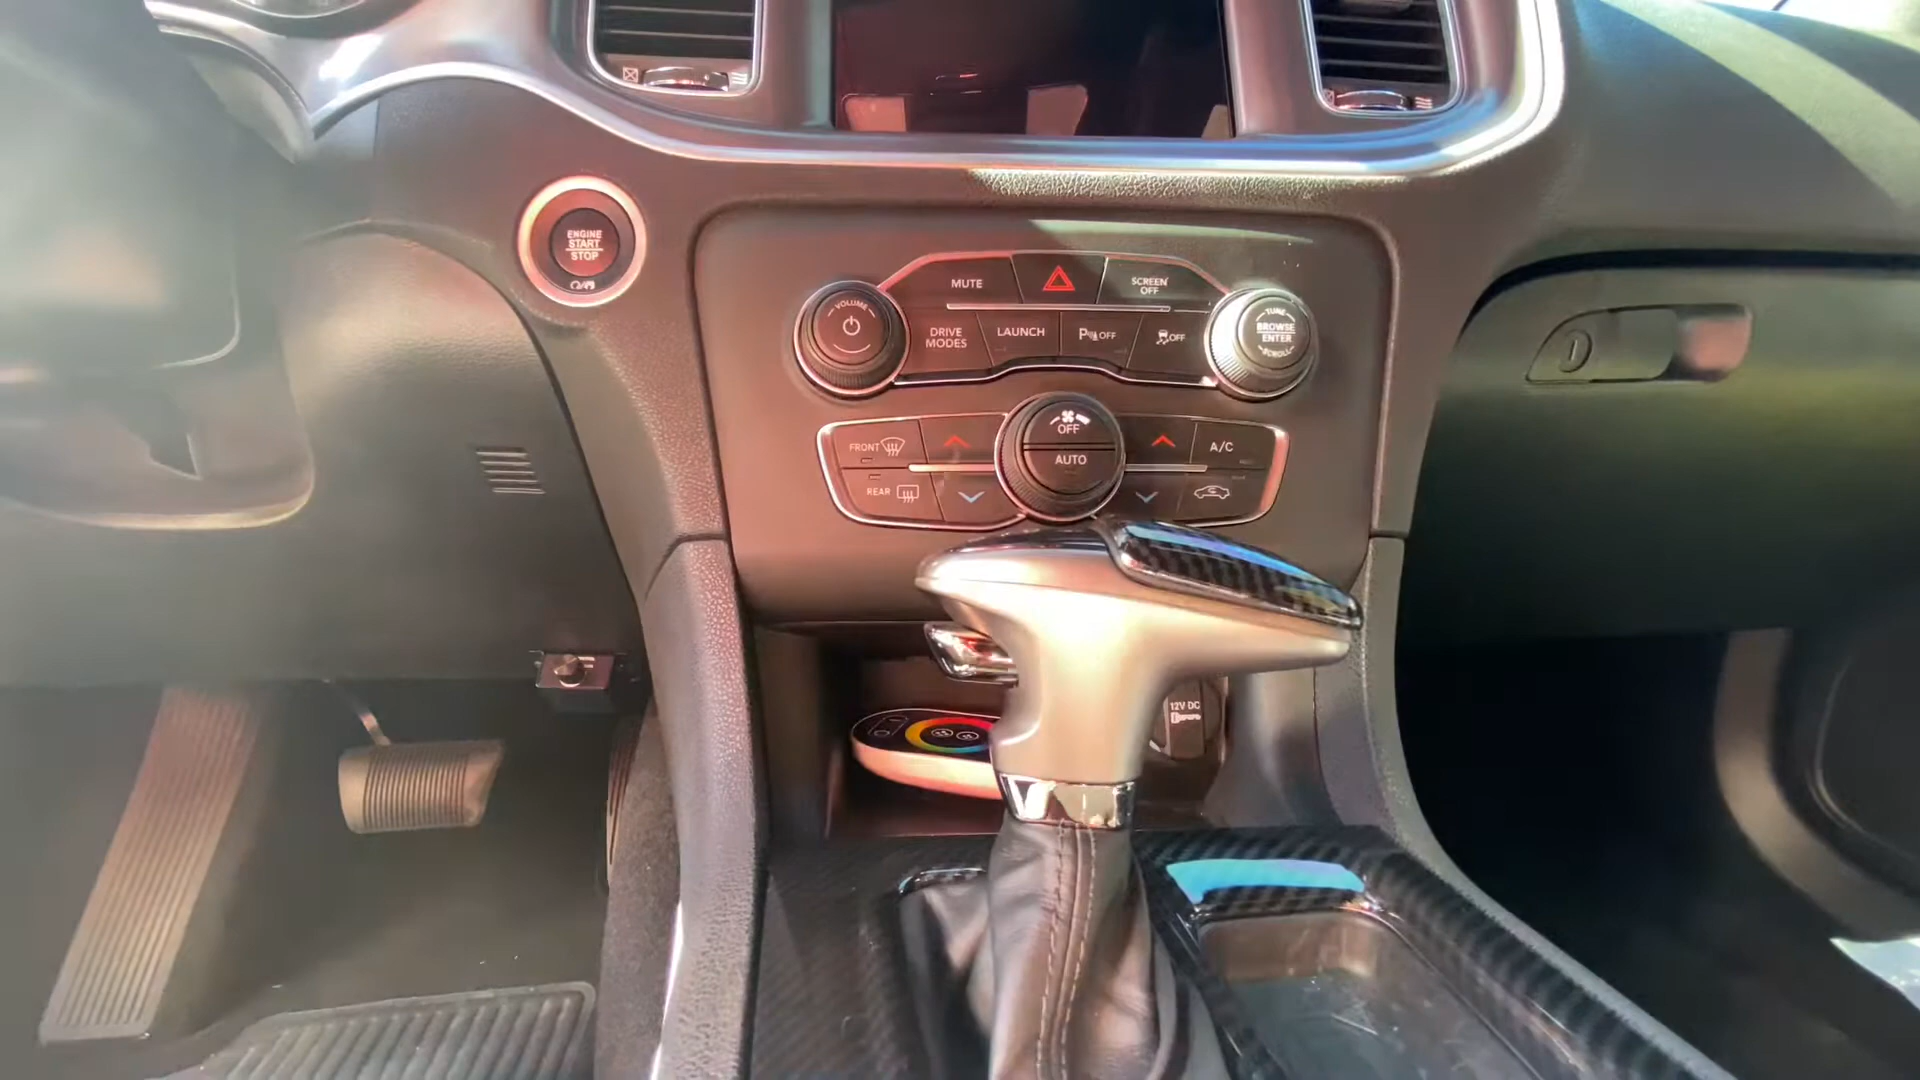 ENGINE
START
STOP
MUTE
SCREEN
OFF
VOLUME
DRIVE
MODES
LAUNCH
P OFF
OFF
TUNE
BROWSE
ENTER
SCROLL
FRONT
OFF
AUTO
A/C
REAR
12V DC